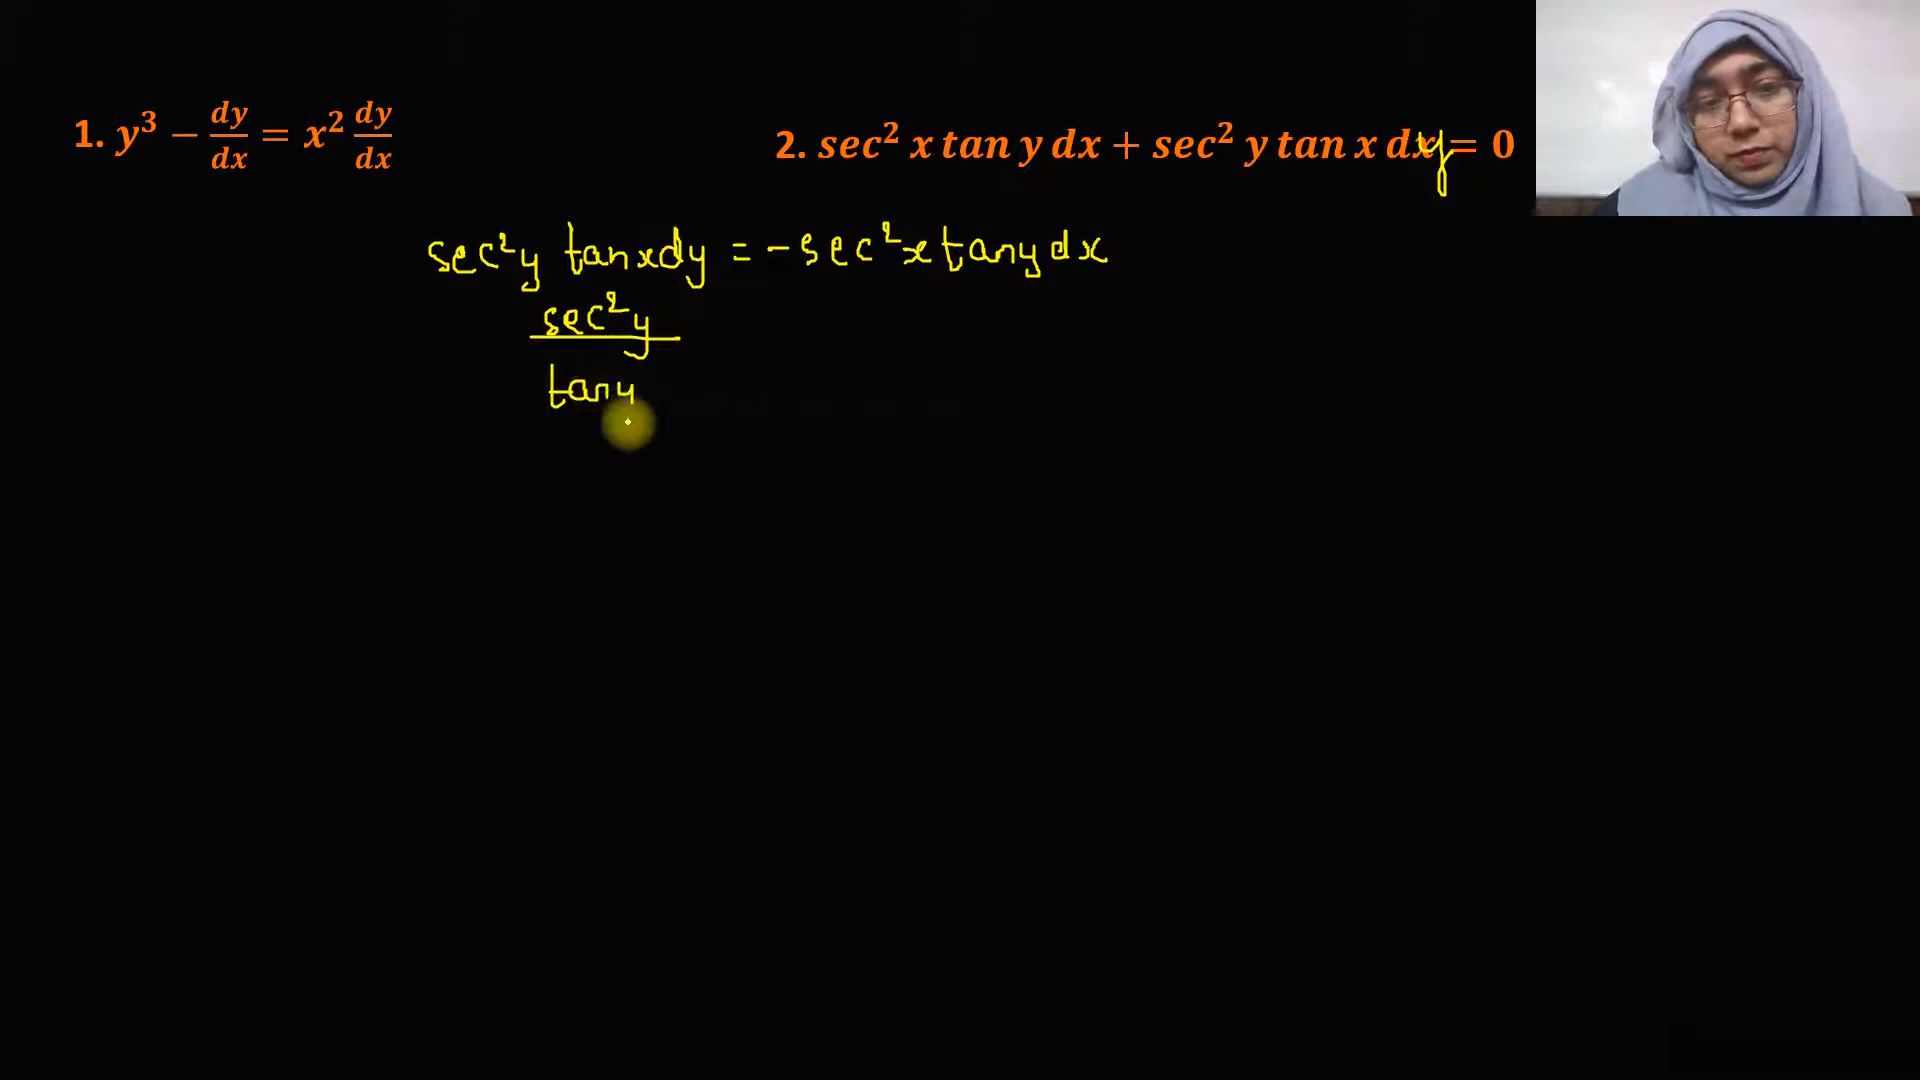 1. y³ − dy/dx = x² dy/dx
2. sec² x tan y dx + sec² y tan x dy = 0
sec²y tanxdy = -sec²x tany dx
sec²y
tany